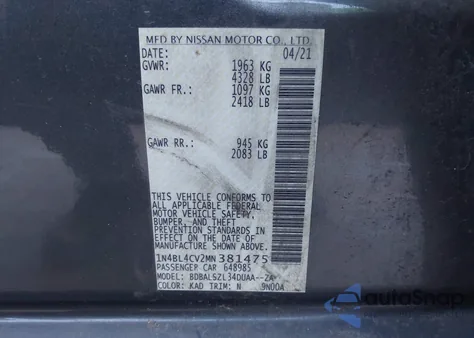 MFD BY NISSAN MOTOR CO., LTD.
DATE: 04/21
GVWR: 1963 KG
4328 LB
GAWR FR.: 1097 KG
2418 LB
GAWR RR.: 945 KG
2083 LB
THIS VEHICLE CONFORMS TO
ALL APPLICABLE FEDERAL
MOTOR VEHICLE SAFETY,
BUMPER, AND THEFT
PREVENTION STANDARDS IN
EFFECT ON THE DATE OF
MANUFACTURE SHOWN ABOVE.
1N4BL4CV2MN381475
PASSENGER CAR 648985
MODEL: BDBALSZL34DUAA--ZA
COLOR: KAD TRIM: N 9N00A
AutoSnap